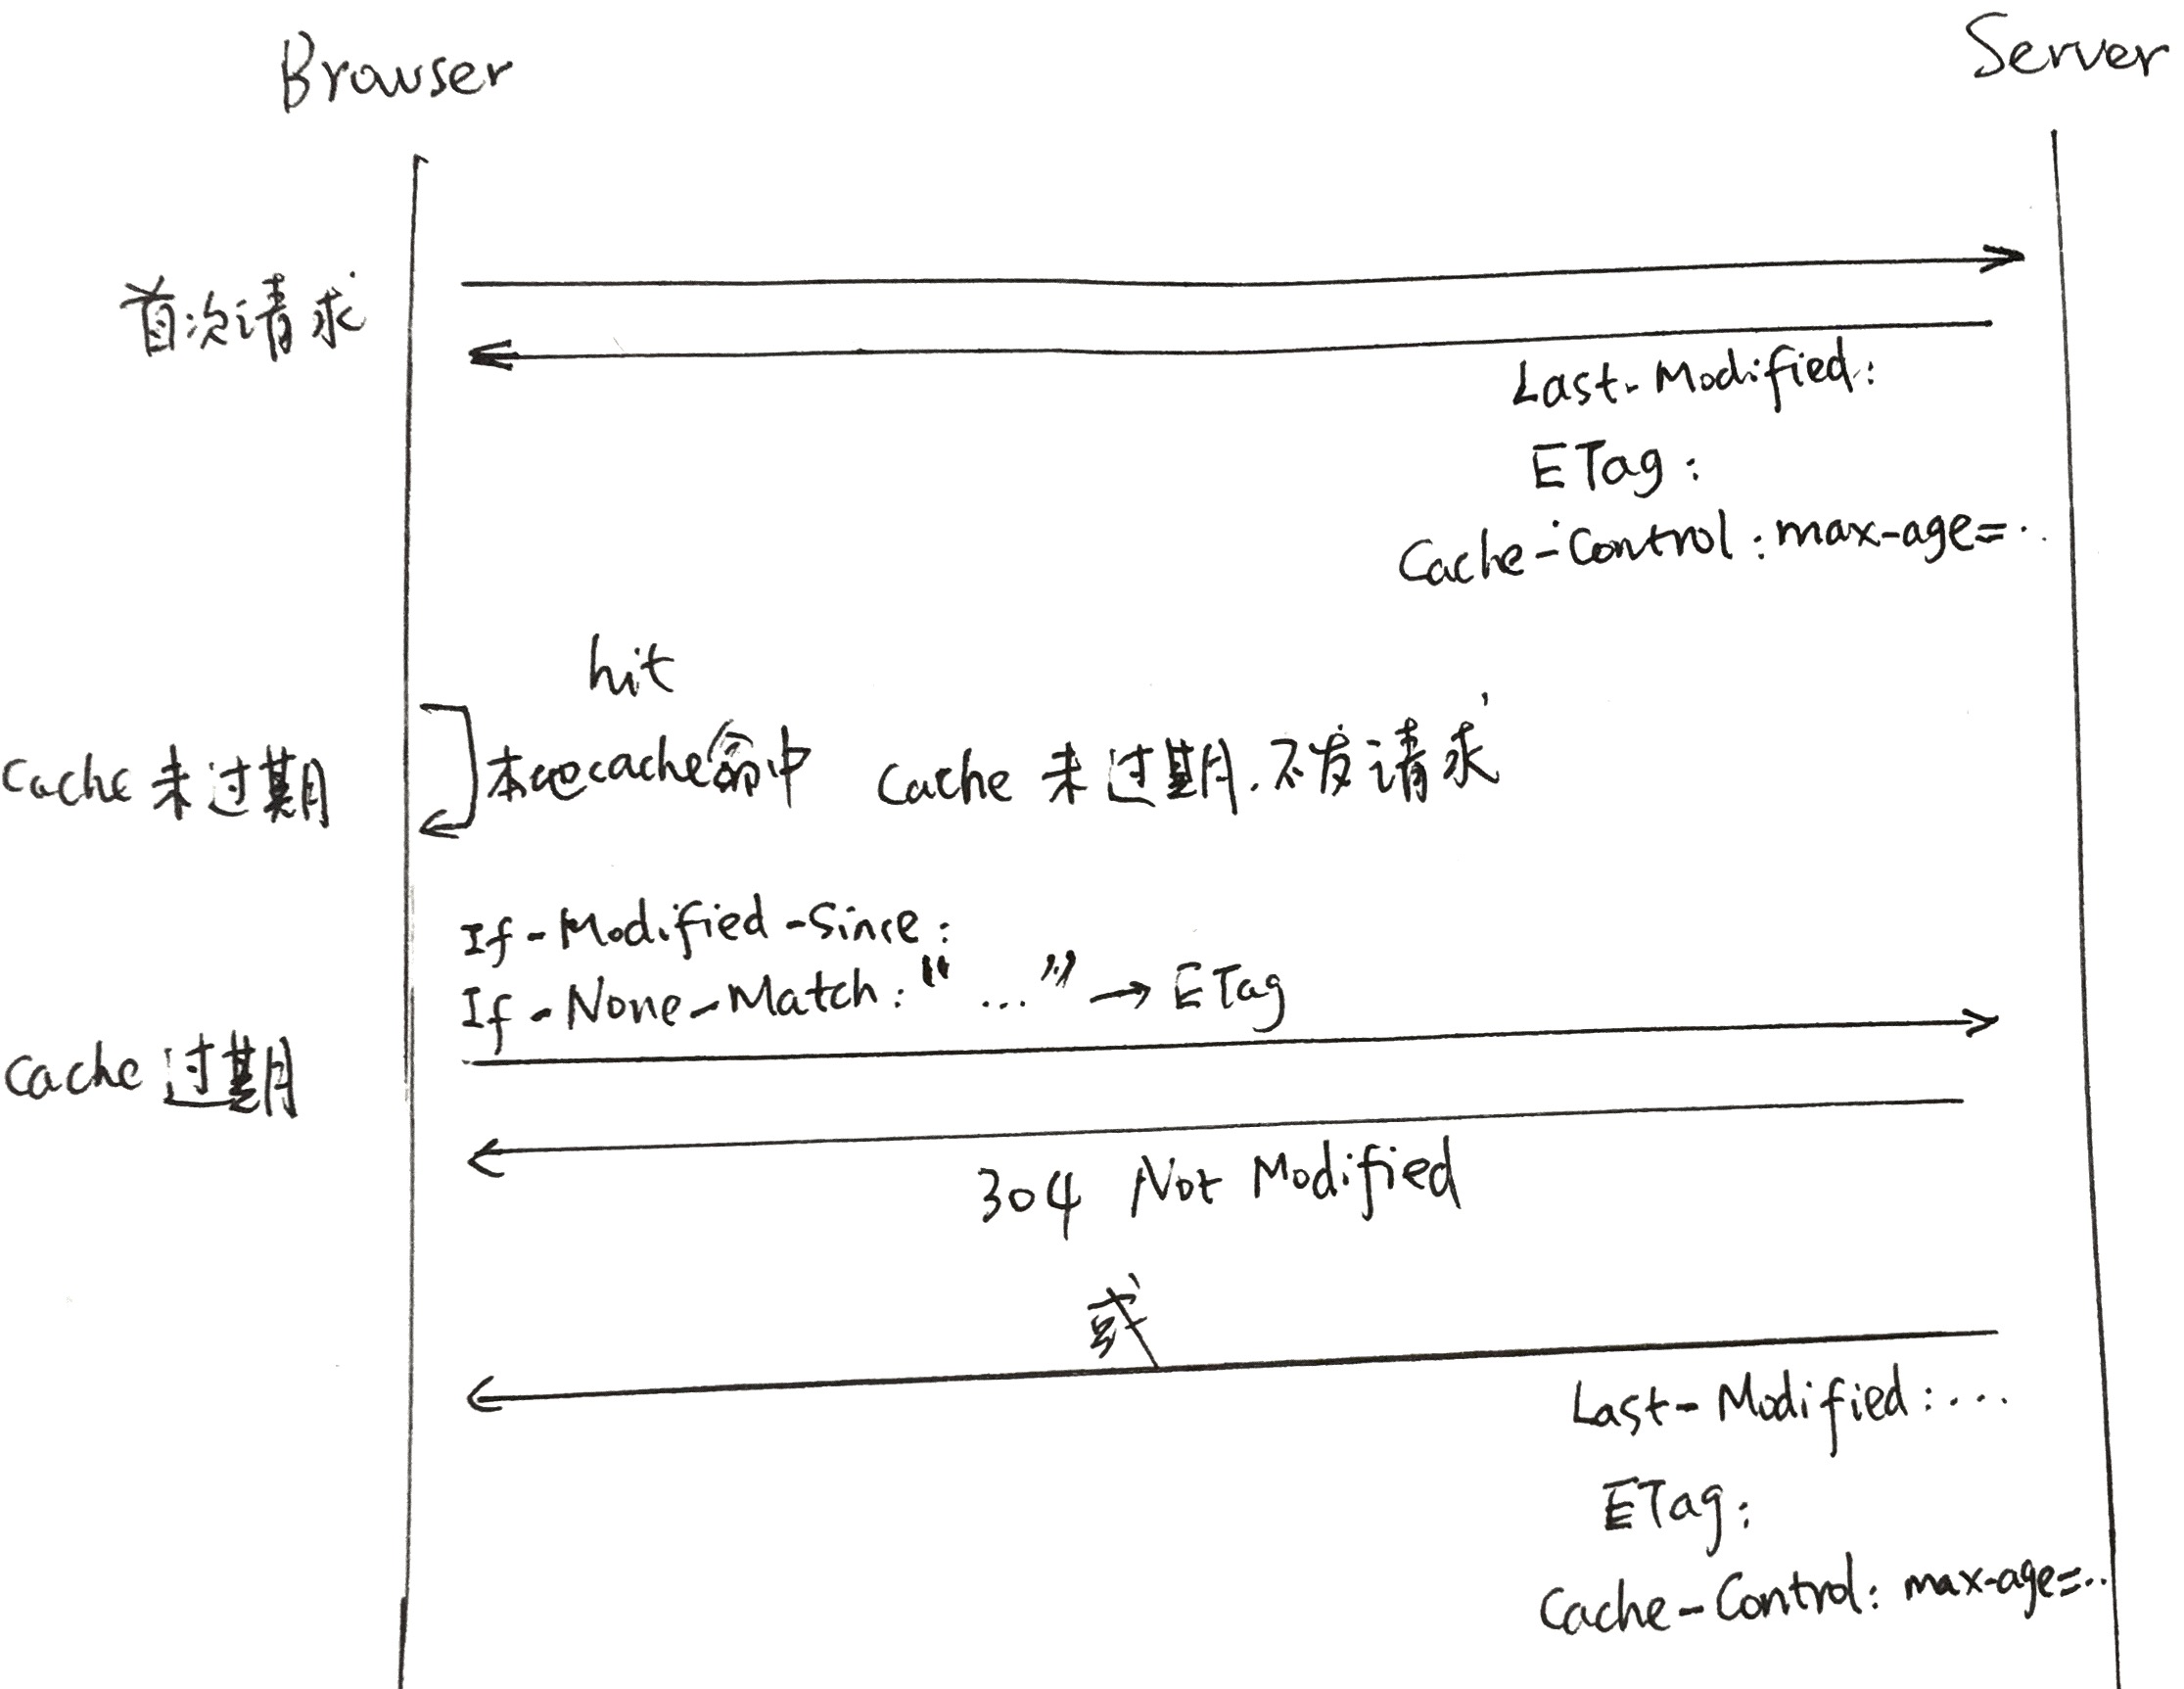 Browser
Server
首次请求
Last-Modified:
ETag:
Cache-Control: max-age=..
hit
Cache 未过期
本地cache命中
Cache 未过期.不发请求
If-Modified-Since:
If-None-Match: "..." → ETag
Cache 过期
304 Not Modified
或
Last-Modified:...
ETag:
Cache-Control: max-age=..